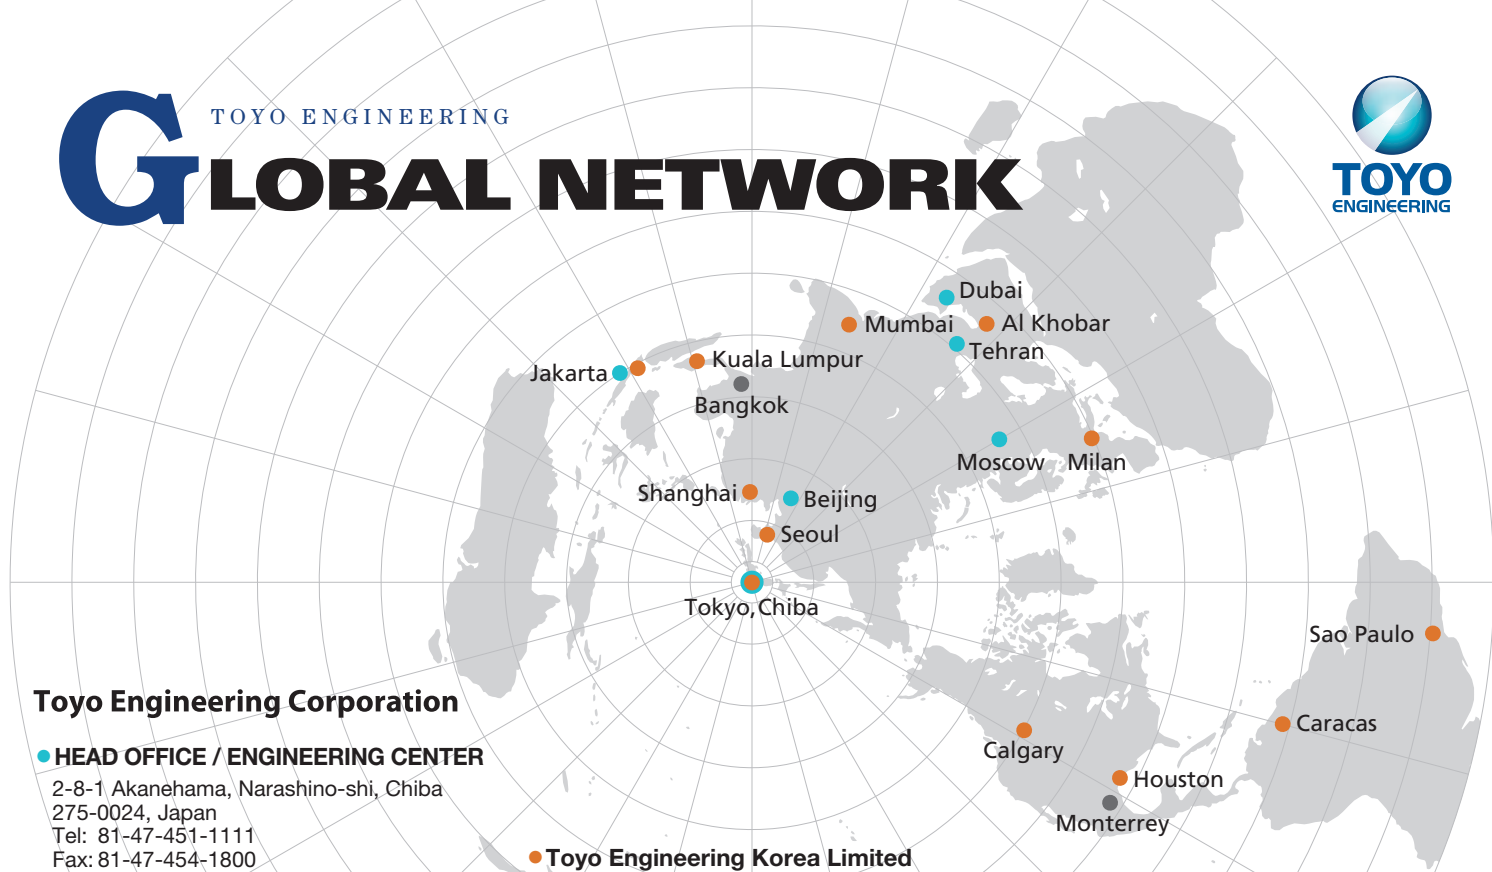 TOYO ENGINEERING
GLOBAL NETWORK
TOYO
ENGINEERING
Dubai
Mumbai
Al Khobar
Tehran
Jakarta
Kuala Lumpur
Bangkok
Moscow
Milan
Shanghai
Beijing
Seoul
Tokyo,Chiba
Sao Paulo
Caracas
Calgary
Houston
Monterrey
Toyo Engineering Corporation
HEAD OFFICE / ENGINEERING CENTER
2-8-1 Akanehama, Narashino-shi, Chiba
275-0024, Japan
Tel: 81-47-451-1111
Fax: 81-47-454-1800
Toyo Engineering Korea Limited